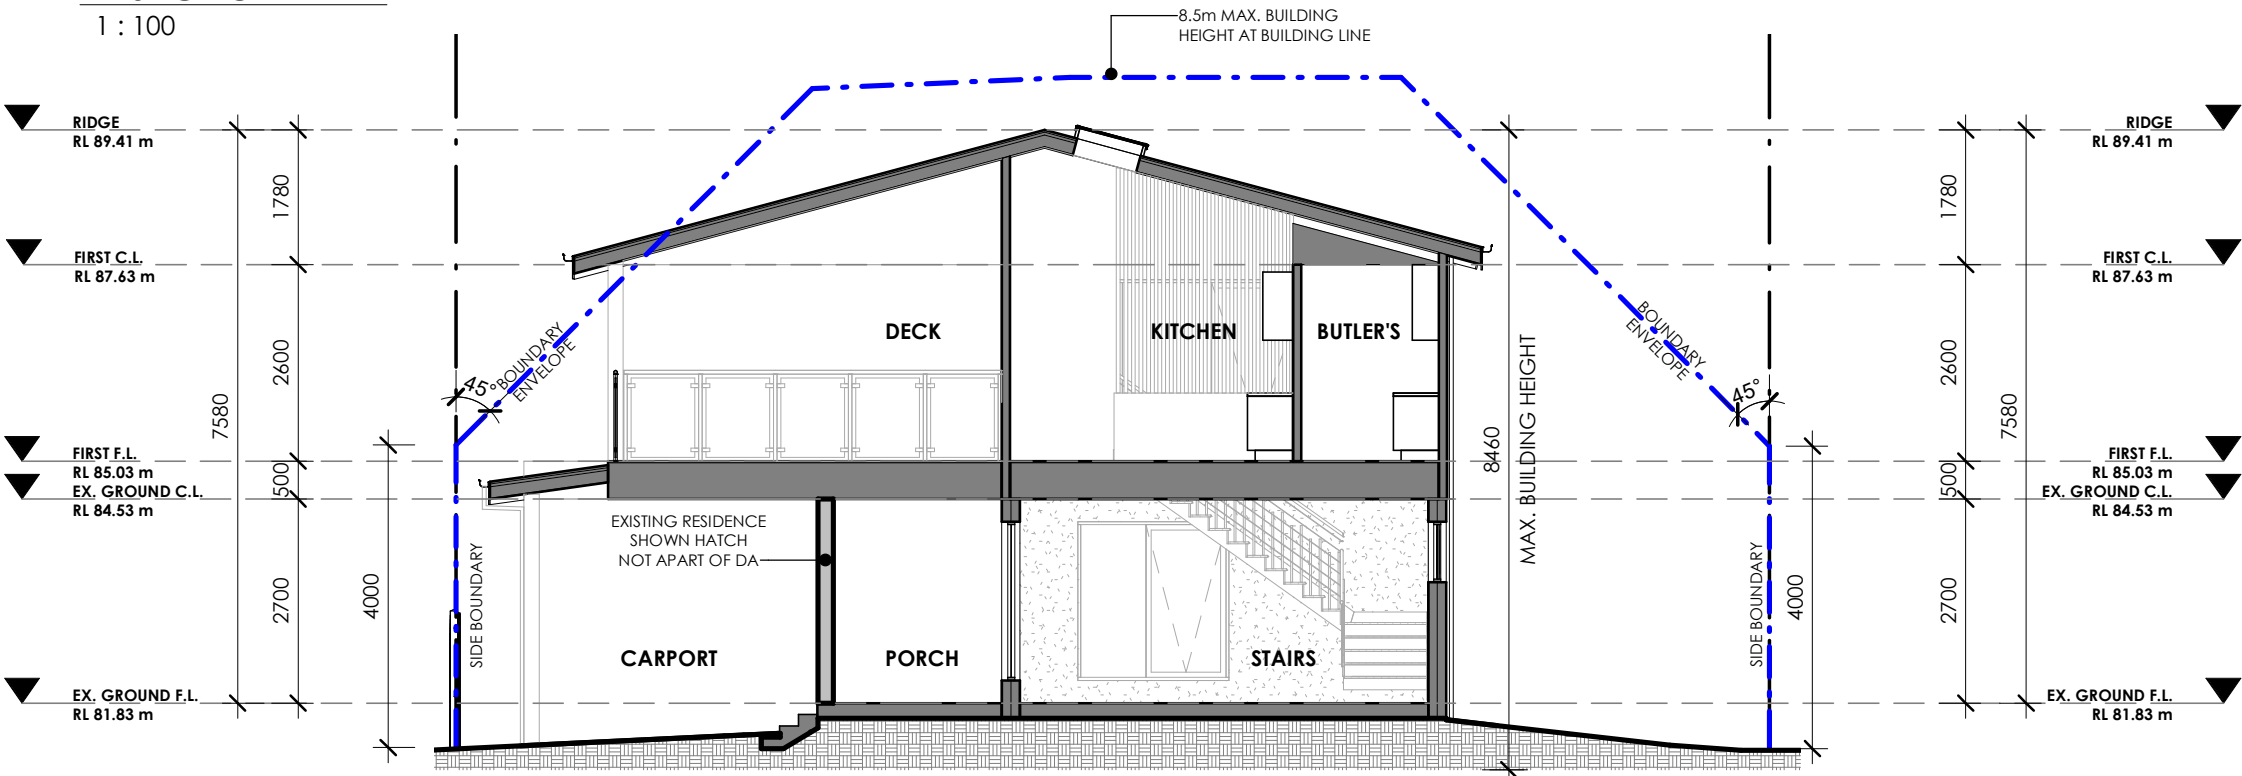 1 : 100
8.5m MAX. BUILDING
HEIGHT AT BUILDING LINE
RIDGE
RL 89.41 m
RIDGE
RL 89.41 m
1780
1780
FIRST C.L.
RL 87.63 m
FIRST C.L.
RL 87.63 m
BOUNDARY
ENVELOPE
BOUNDARY
ENVELOPE
DECK
KITCHEN
BUTLER'S
2600
2600
45°
45°
7580
7580
8460
MAX. BUILDING HEIGHT
FIRST F.L.
RL 85.03 m
FIRST F.L.
RL 85.03 m
500
500
EX. GROUND C.L.
RL 84.53 m
EX. GROUND C.L.
RL 84.53 m
EXISTING RESIDENCE
SHOWN HATCH
NOT APART OF DA
2700
4000
SIDE BOUNDARY
SIDE BOUNDARY
4000
2700
CARPORT
PORCH
STAIRS
EX. GROUND F.L.
RL 81.83 m
EX. GROUND F.L.
RL 81.83 m